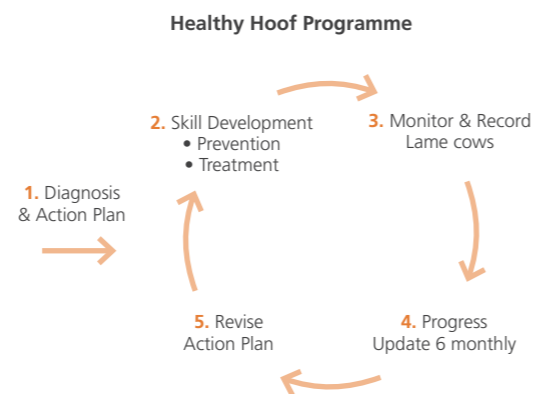 Healthy Hoof Programme
1. Diagnosis
& Action Plan
2. Skill Development
• Prevention
• Treatment
3. Monitor & Record
Lame cows
4. Progress
Update 6 monthly
5. Revise
Action Plan